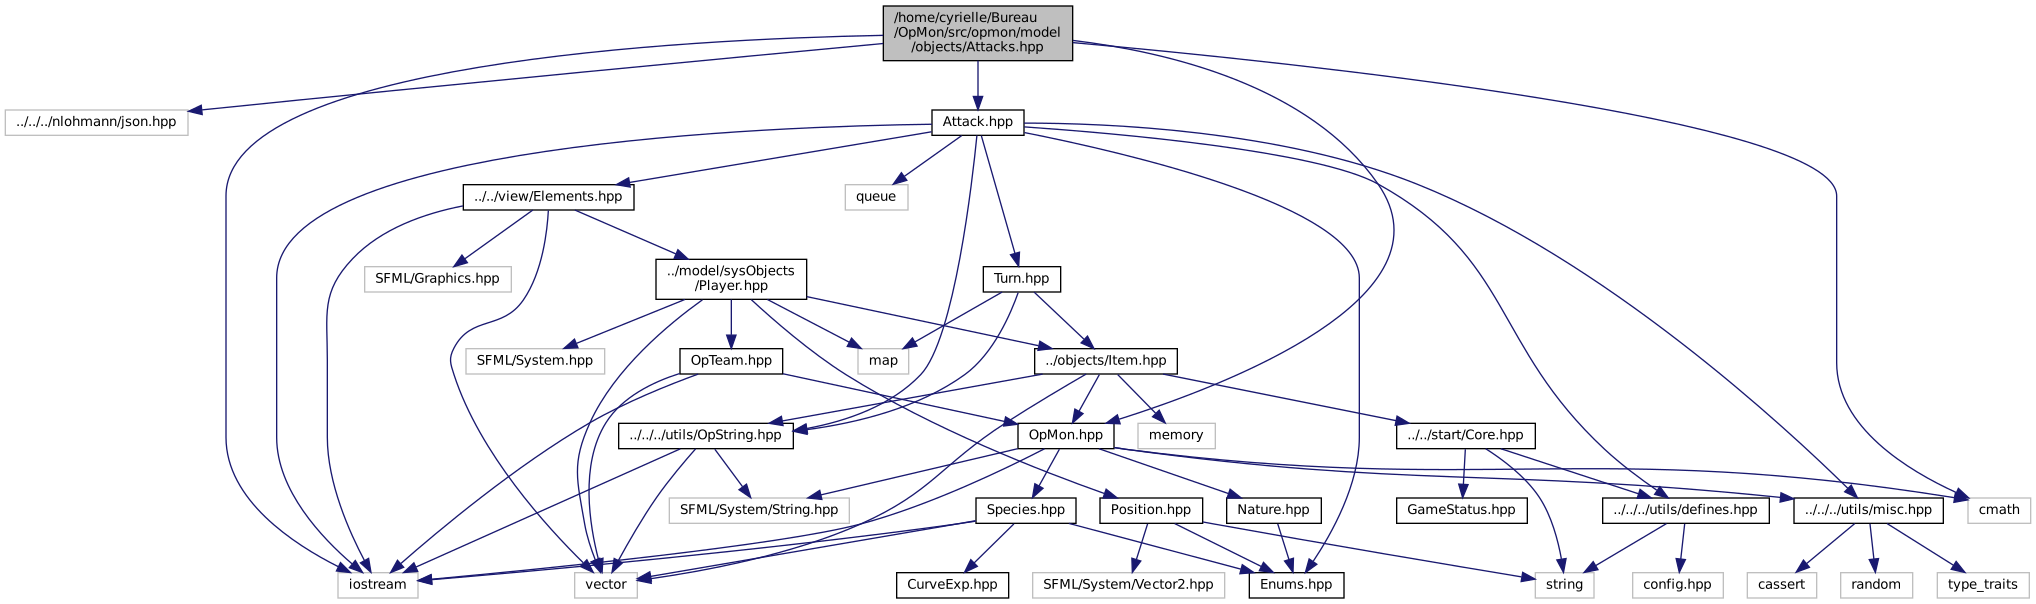 /home/cyrielle/Bureau
/OpMon/src/opmon/model
/objects/Attacks.hpp
../../../nlohmann/json.hpp
Attack.hpp
../../view/Elements.hpp
queue
SFML/Graphics.hpp
../model/sysObjects
/Player.hpp
Turn.hpp
SFML/System.hpp
OpTeam.hpp
map
../objects/Item.hpp
../../../utils/OpString.hpp
OpMon.hpp
memory
../../start/Core.hpp
SFML/System/String.hpp
Species.hpp
Position.hpp
Nature.hpp
GameStatus.hpp
../../../utils/defines.hpp
../../../utils/misc.hpp
cmath
iostream
vector
CurveExp.hpp
SFML/System/Vector2.hpp
Enums.hpp
string
config.hpp
cassert
random
type_traits